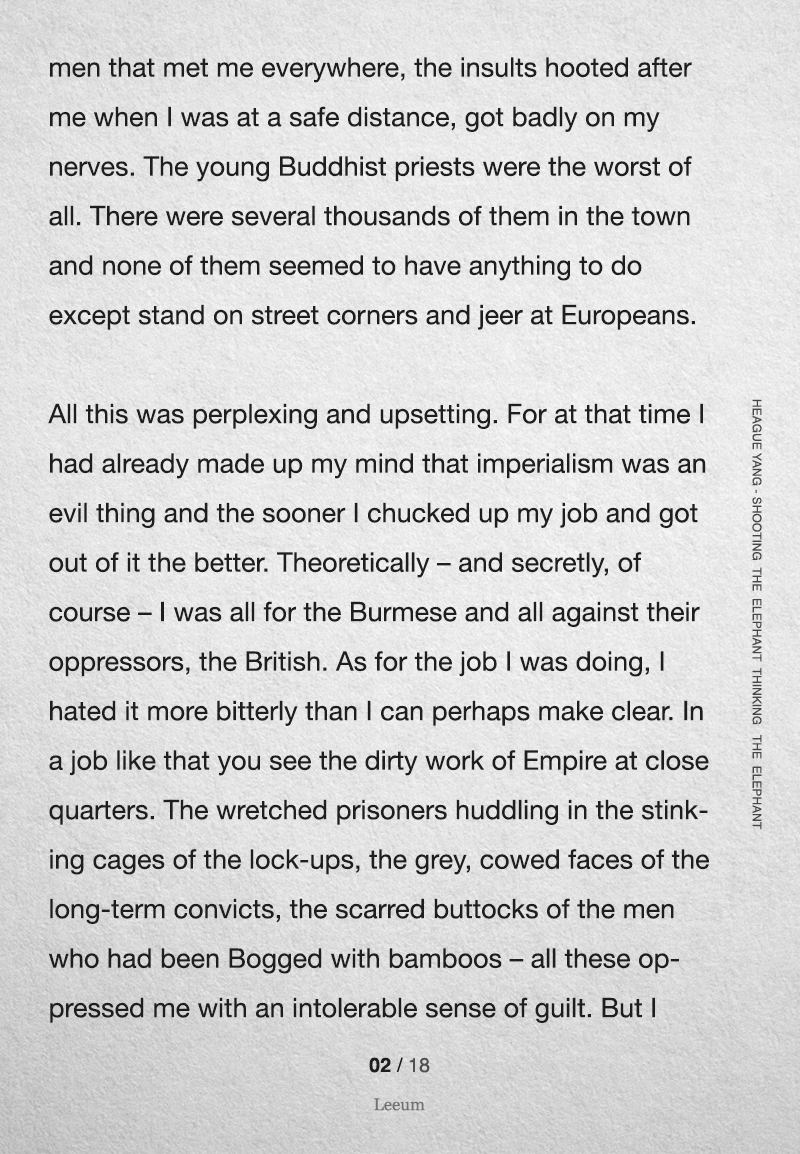 men that met me everywhere, the insults hooted after
me when I was at a safe distance, got badly on my
nerves. The young Buddhist priests were the worst of
all. There were several thousands of them in the town
and none of them seemed to have anything to do
except stand on street corners and jeer at Europeans.
All this was perplexing and upsetting. For at that time I
had already made up my mind that imperialism was an
evil thing and the sooner I chucked up my job and got
out of it the better. Theoretically – and secretly, of
course – I was all for the Burmese and all against their
oppressors, the British. As for the job I was doing, I
hated it more bitterly than I can perhaps make clear. In
a job like that you see the dirty work of Empire at close
quarters. The wretched prisoners huddling in the stink-
ing cages of the lock-ups, the grey, cowed faces of the
long-term convicts, the scarred buttocks of the men
who had been Bogged with bamboos – all these op-
pressed me with an intolerable sense of guilt. But I
HEAGUE YANG - SHOOTING THE ELEPHANT THINKING THE ELEPHANT
02 / 18
Leeum